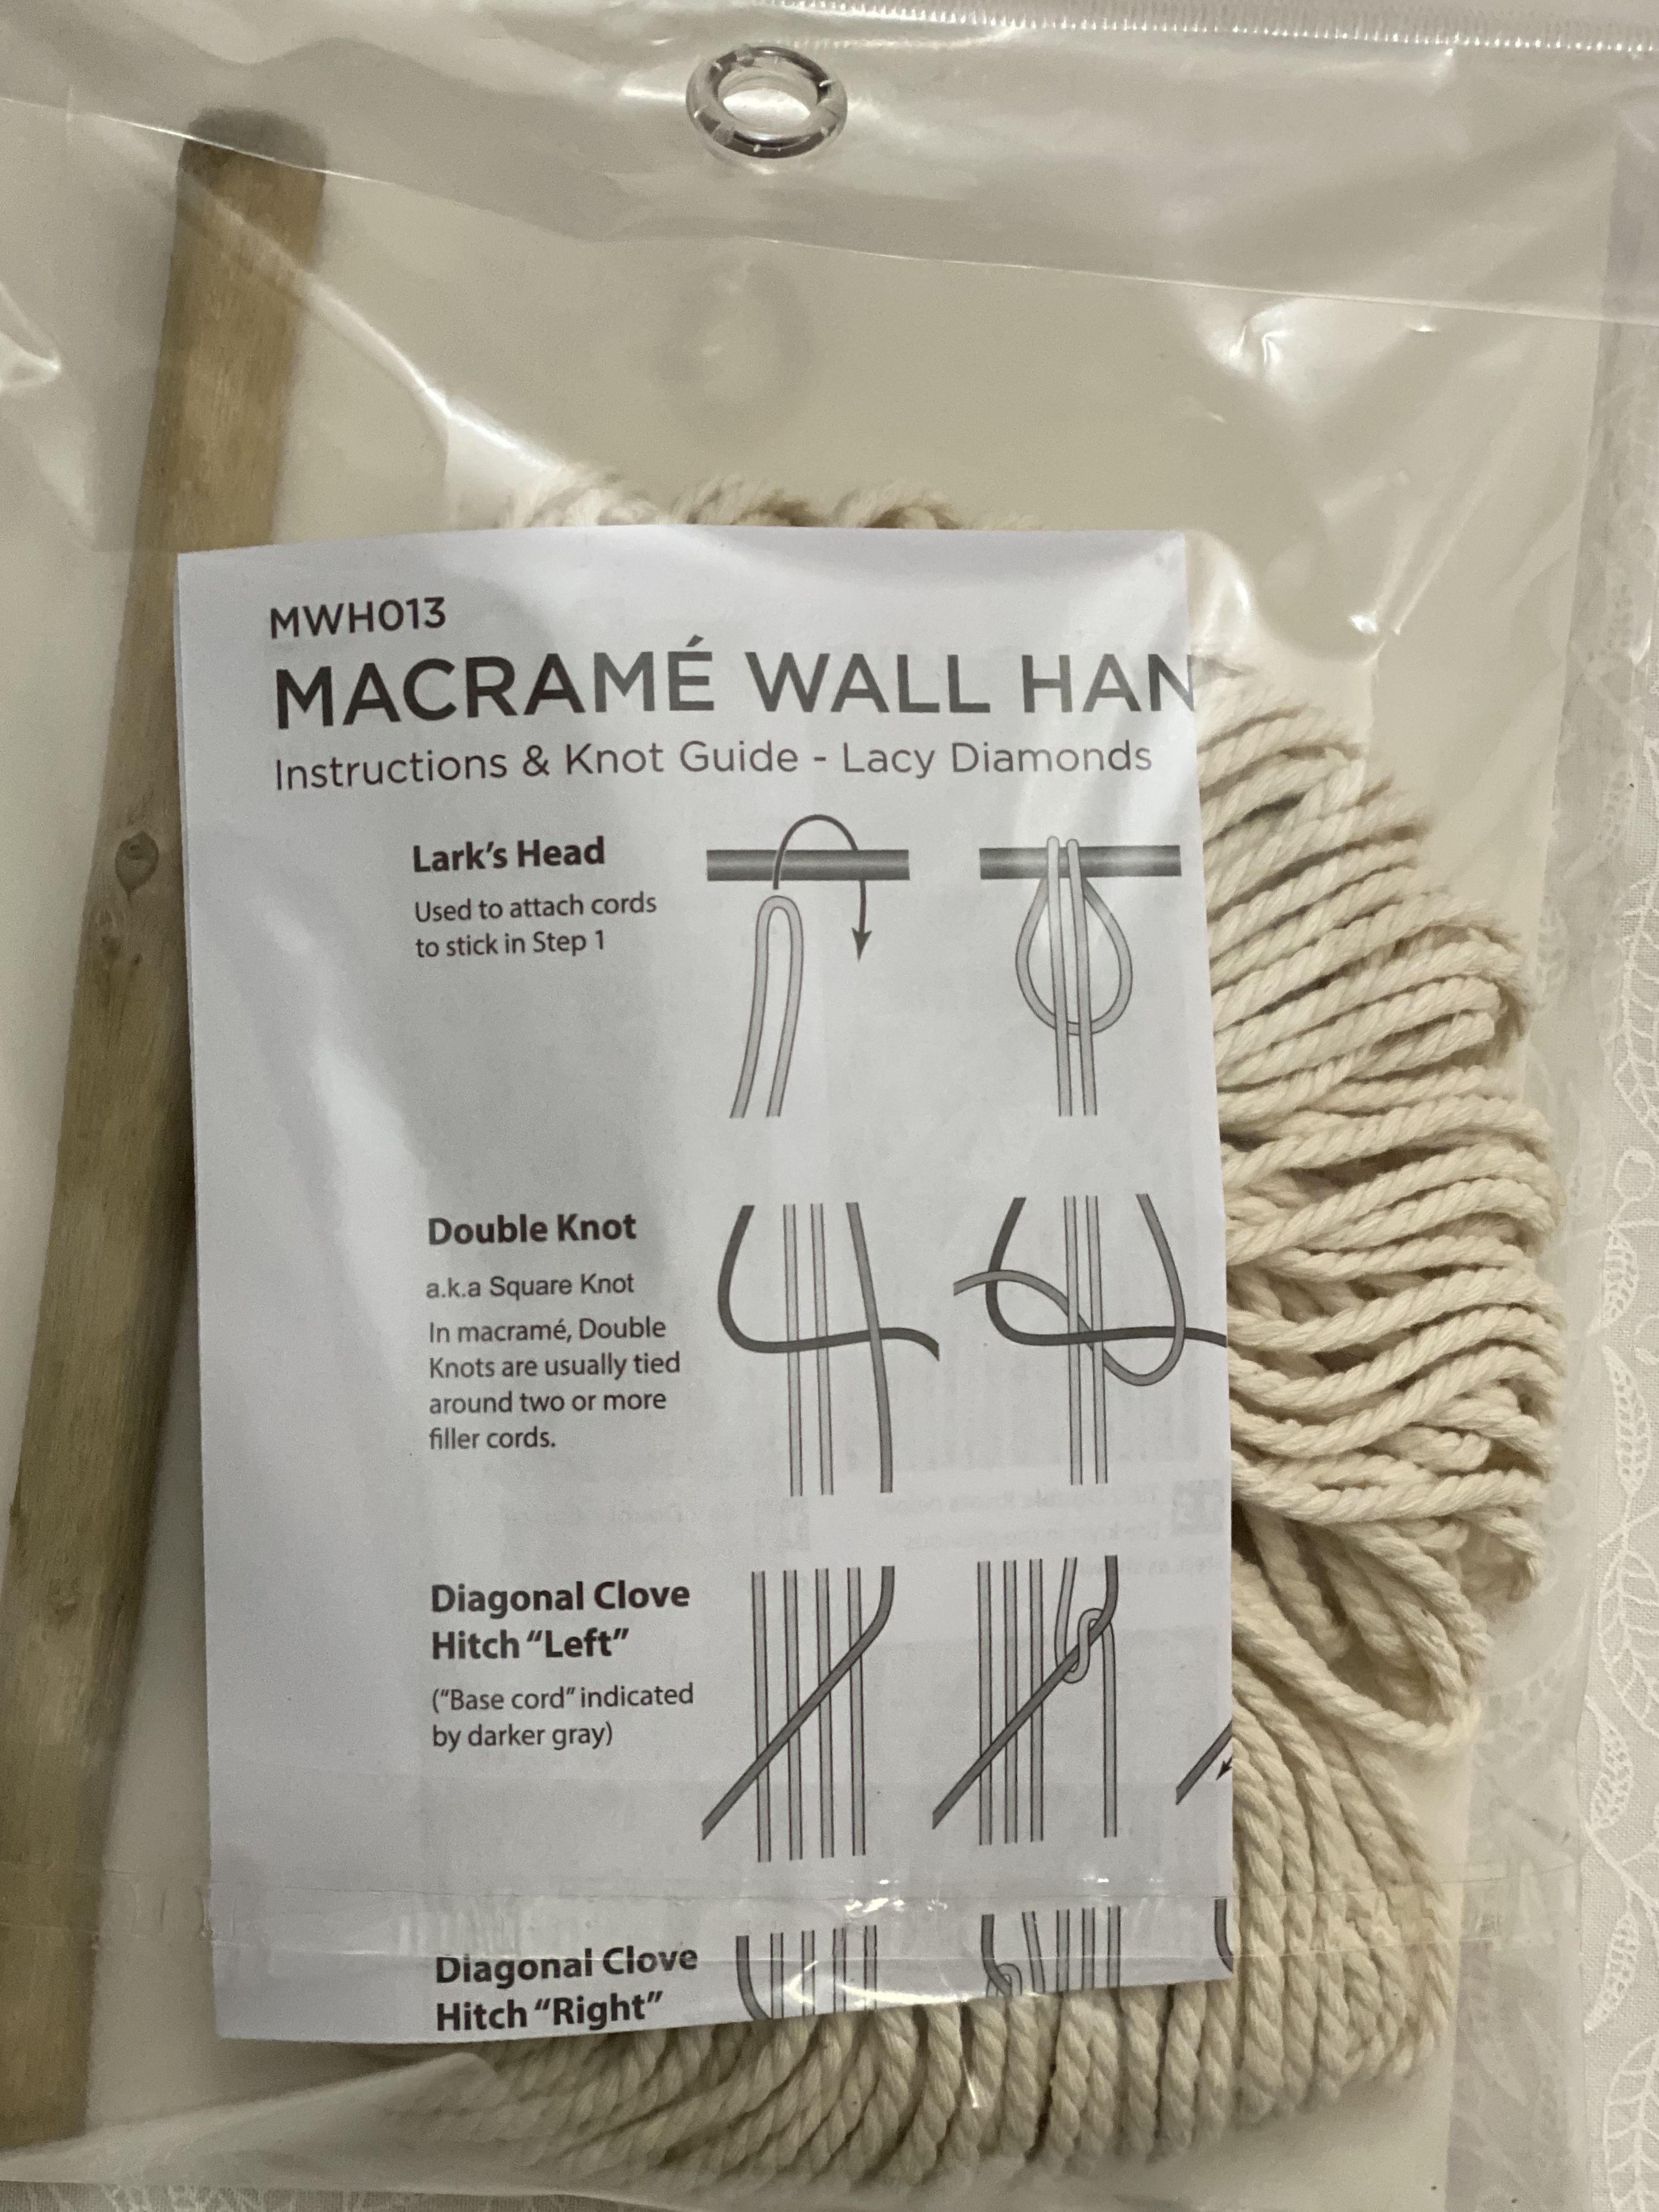 MWH013
MACRAMÉ WALL HAN
Instructions & Knot Guide - Lacy Diamonds
Lark's Head
Used to attach cords
to stick in Step 1
Double Knot
a.k.a Square Knot
In macramé, Double
Knots are usually tied
around two or more
filler cords.
Diagonal Clove
Hitch “Left”
(“Base cord” indicated
by darker gray)
Diagonal Clove
Hitch “Right”